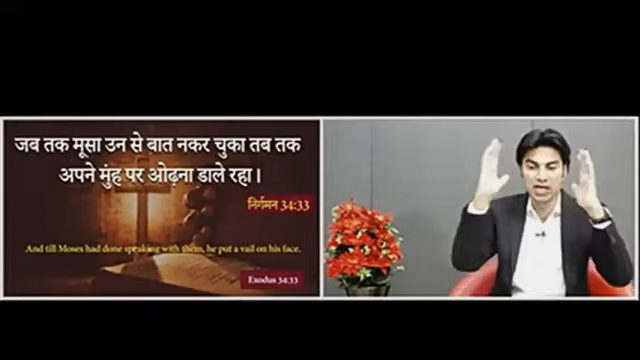 जब तक मूसा उन से बात नकर चुका तब तक
अपने मुंह पर ओढ़ना डाले रहा।
निर्गमन 34:33
And till Moses had done speaking with them, he put a vail on his face.
Exodus 34:33